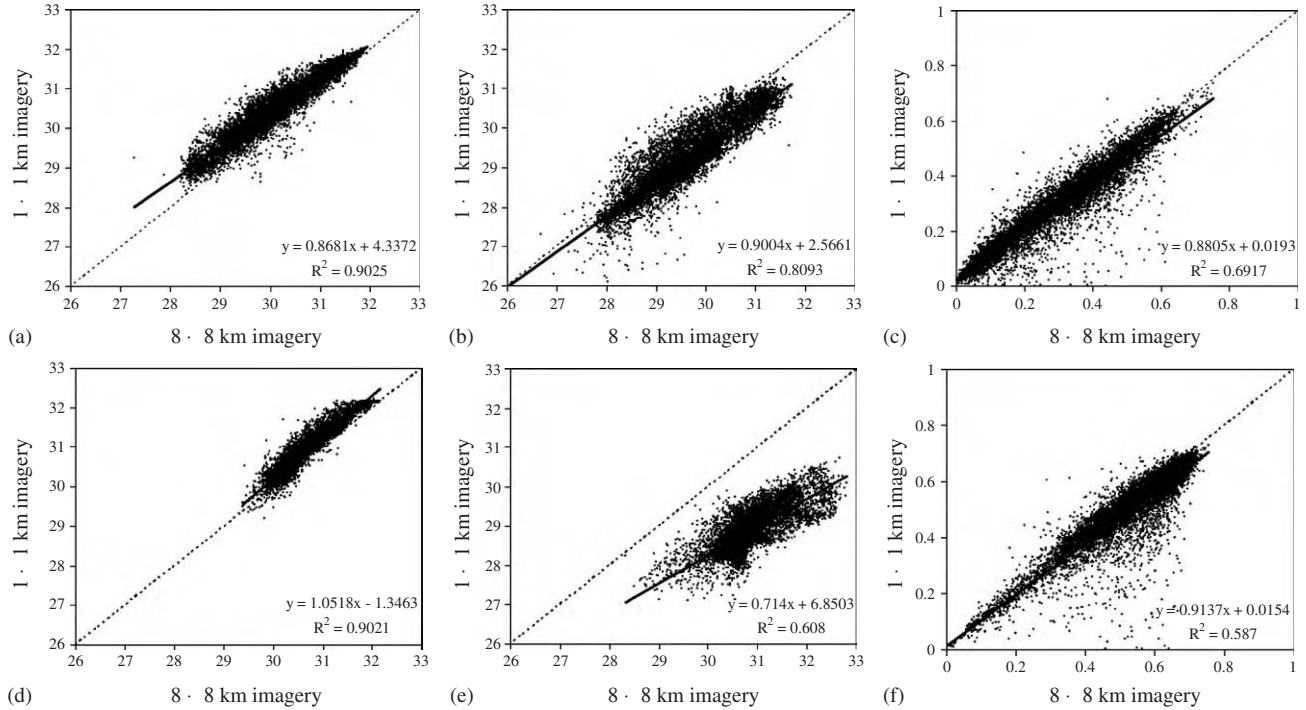 33
32
31
30
29
28
27
26
26 27 28 29 30 31 32 33
1 · 1 km imagery
y = 0.8681x + 4.3372
R² = 0.9025
(a) 8 · 8 km imagery
33
32
31
30
29
28
27
26
26 27 28 29 30 31 32 33
1 · 1 km imagery
y = 0.9004x + 2.5661
R² = 0.8093
(b) 8 · 8 km imagery
1
0.8
0.6
0.4
0.2
0
0 0.2 0.4 0.6 0.8 1
1 · 1 km imagery
y = 0.8805x + 0.0193
R² = 0.6917
(c) 8 · 8 km imagery
33
32
31
30
29
28
27
26
26 27 28 29 30 31 32 33
1 · 1 km imagery
y = 1.0518x - 1.3463
R² = 0.9021
(d) 8 · 8 km imagery
33
32
31
30
29
28
27
26
26 27 28 29 30 31 32 33
1 · 1 km imagery
y = 0.714x + 6.8503
R² = 0.608
(e) 8 · 8 km imagery
1
0.8
0.6
0.4
0.2
0
0 0.2 0.4 0.6 0.8 1
1 · 1 km imagery
y = 0.9137x + 0.0154
R² = 0.587
(f) 8 · 8 km imagery